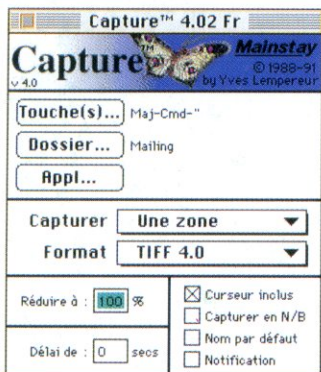 Capture™ 4.02 Fr
Capture™
v 4.0
Mainstay
© 1988-91
by Yves Lempereur
Touche(s)... Maj-Cmd-"
Dossier... Mailing
Appl...
Capturer Une zone
Format TIFF 4.0
Réduire à : 100 %
Délai de : 0 secs
Curseur inclus
Capturer en N/B
Nom par défaut
Notification